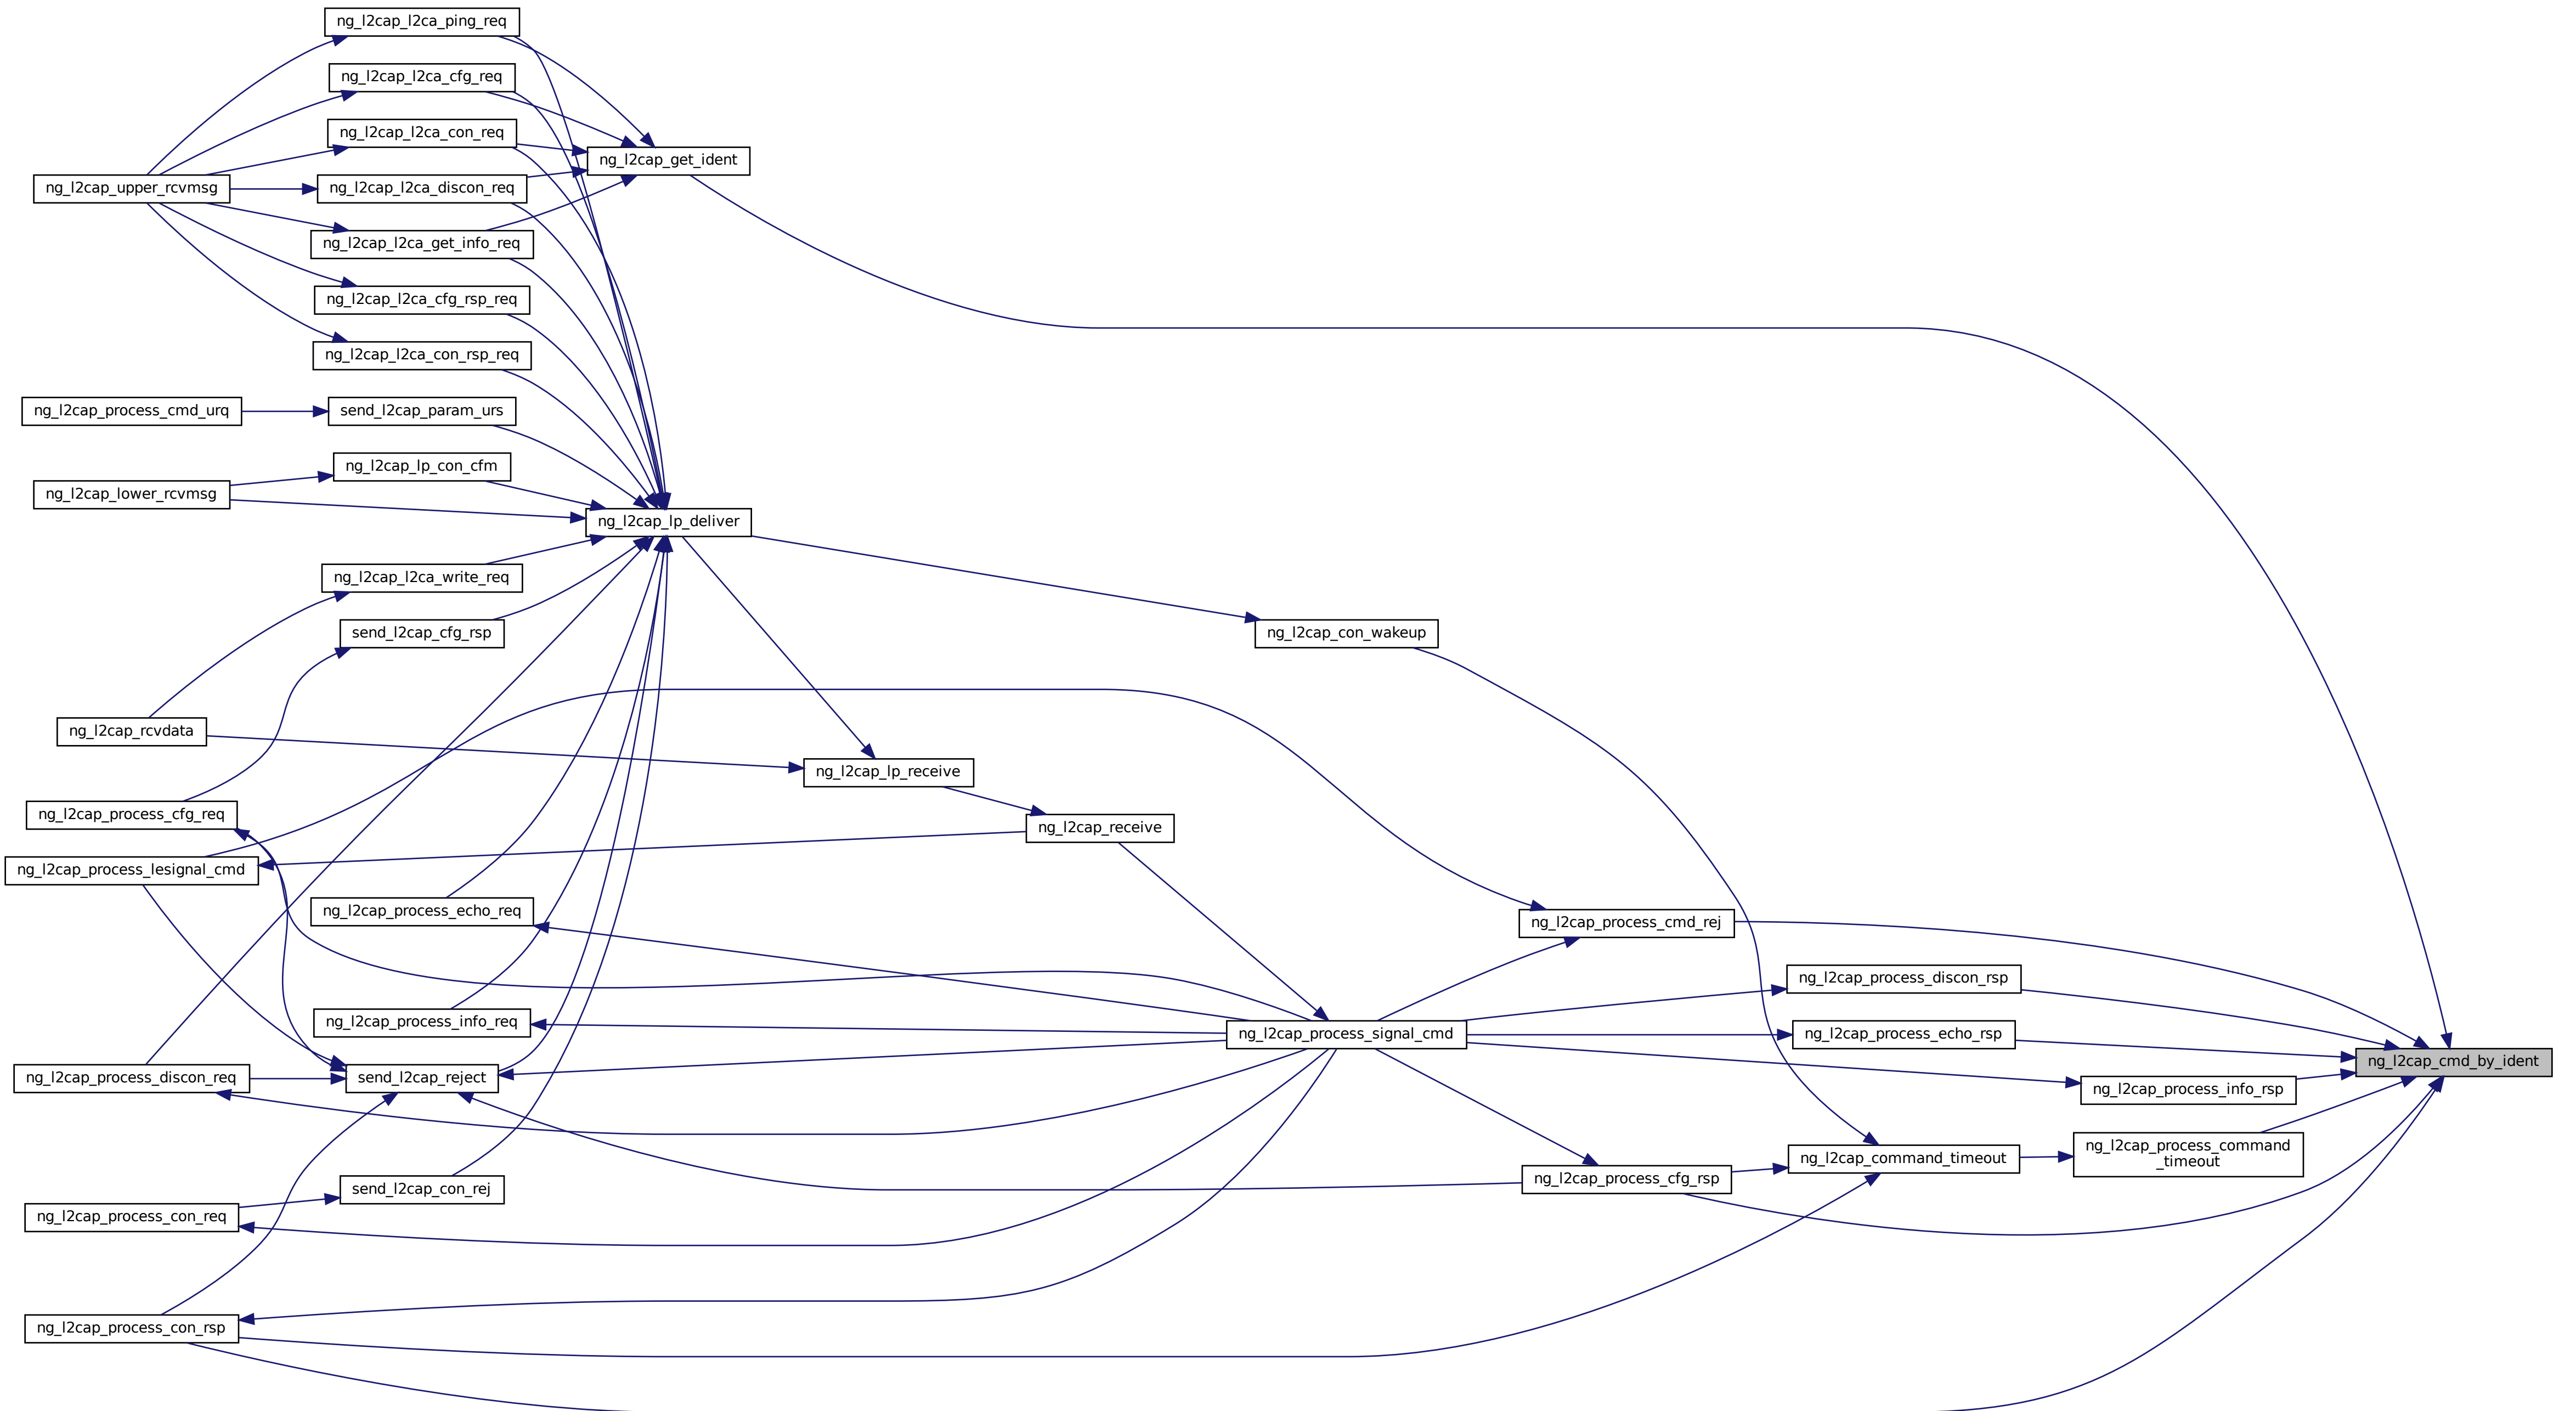 ng_l2cap_l2ca_ping_req
ng_l2cap_l2ca_cfg_req
ng_l2cap_l2ca_con_req
ng_l2cap_get_ident
ng_l2cap_upper_rcvmsg
ng_l2cap_l2ca_discon_req
ng_l2cap_l2ca_get_info_req
ng_l2cap_l2ca_cfg_rsp_req
ng_l2cap_l2ca_con_rsp_req
ng_l2cap_process_cmd_urq
send_l2cap_param_urs
ng_l2cap_lp_con_cfm
ng_l2cap_lower_rcvmsg
ng_l2cap_lp_deliver
ng_l2cap_l2ca_write_req
send_l2cap_cfg_rsp
ng_l2cap_con_wakeup
ng_l2cap_rcvdata
ng_l2cap_lp_receive
ng_l2cap_process_cfg_req
ng_l2cap_receive
ng_l2cap_process_lesignal_cmd
ng_l2cap_process_echo_req
ng_l2cap_process_cmd_rej
ng_l2cap_process_discon_rsp
ng_l2cap_process_info_req
ng_l2cap_process_signal_cmd
ng_l2cap_process_echo_rsp
ng_l2cap_cmd_by_ident
ng_l2cap_process_discon_req
send_l2cap_reject
ng_l2cap_process_info_rsp
ng_l2cap_process_command
_timeout
ng_l2cap_command_timeout
ng_l2cap_process_cfg_rsp
send_l2cap_con_rej
ng_l2cap_process_con_req
ng_l2cap_process_con_rsp